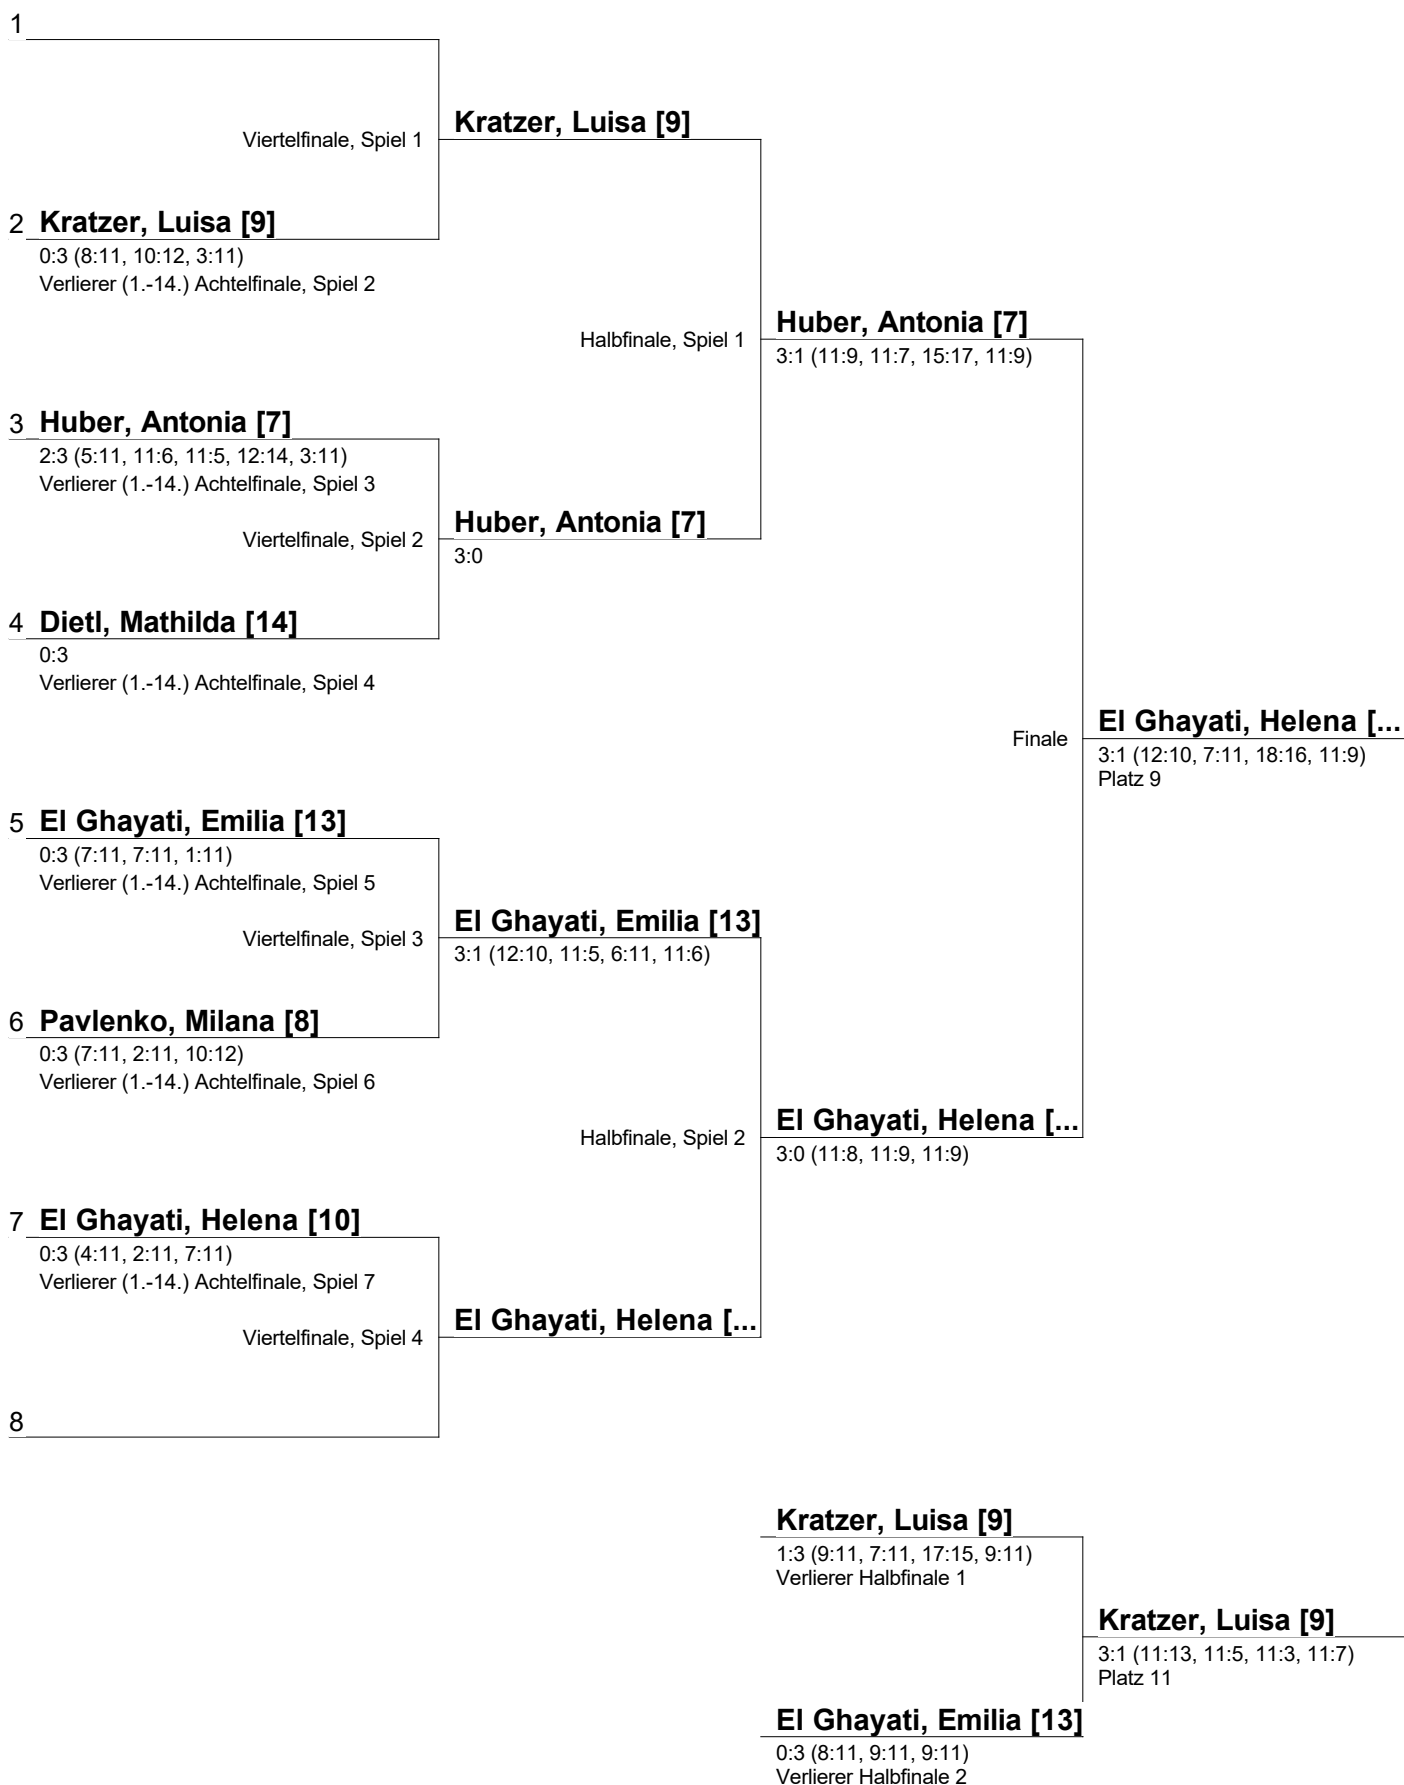 1
Kratzer, Luisa [9]
Viertelfinale, Spiel 1
2 Kratzer, Luisa [9]
0:3 (8:11, 10:12, 3:11)
Verlierer (1.-14.) Achtelfinale, Spiel 2
Huber, Antonia [7]
Halbfinale, Spiel 1
3:1 (11:9, 11:7, 15:17, 11:9)
3 Huber, Antonia [7]
2:3 (5:11, 11:6, 11:5, 12:14, 3:11)
Verlierer (1.-14.) Achtelfinale, Spiel 3
Huber, Antonia [7]
Viertelfinale, Spiel 2
3:0
4 Dietl, Mathilda [14]
0:3
Verlierer (1.-14.) Achtelfinale, Spiel 4
El Ghayati, Helena [...
Finale
3:1 (12:10, 7:11, 18:16, 11:9)
Platz 9
5 El Ghayati, Emilia [13]
0:3 (7:11, 7:11, 1:11)
Verlierer (1.-14.) Achtelfinale, Spiel 5
El Ghayati, Emilia [13]
Viertelfinale, Spiel 3
3:1 (12:10, 11:5, 6:11, 11:6)
6 Pavlenko, Milana [8]
0:3 (7:11, 2:11, 10:12)
Verlierer (1.-14.) Achtelfinale, Spiel 6
El Ghayati, Helena [...
Halbfinale, Spiel 2
3:0 (11:8, 11:9, 11:9)
7 El Ghayati, Helena [10]
0:3 (4:11, 2:11, 7:11)
Verlierer (1.-14.) Achtelfinale, Spiel 7
El Ghayati, Helena [...
Viertelfinale, Spiel 4
8
Kratzer, Luisa [9]
1:3 (9:11, 7:11, 17:15, 9:11)
Verlierer Halbfinale 1
Kratzer, Luisa [9]
3:1 (11:13, 11:5, 11:3, 11:7)
Platz 11
El Ghayati, Emilia [13]
0:3 (8:11, 9:11, 9:11)
Verlierer Halbfinale 2